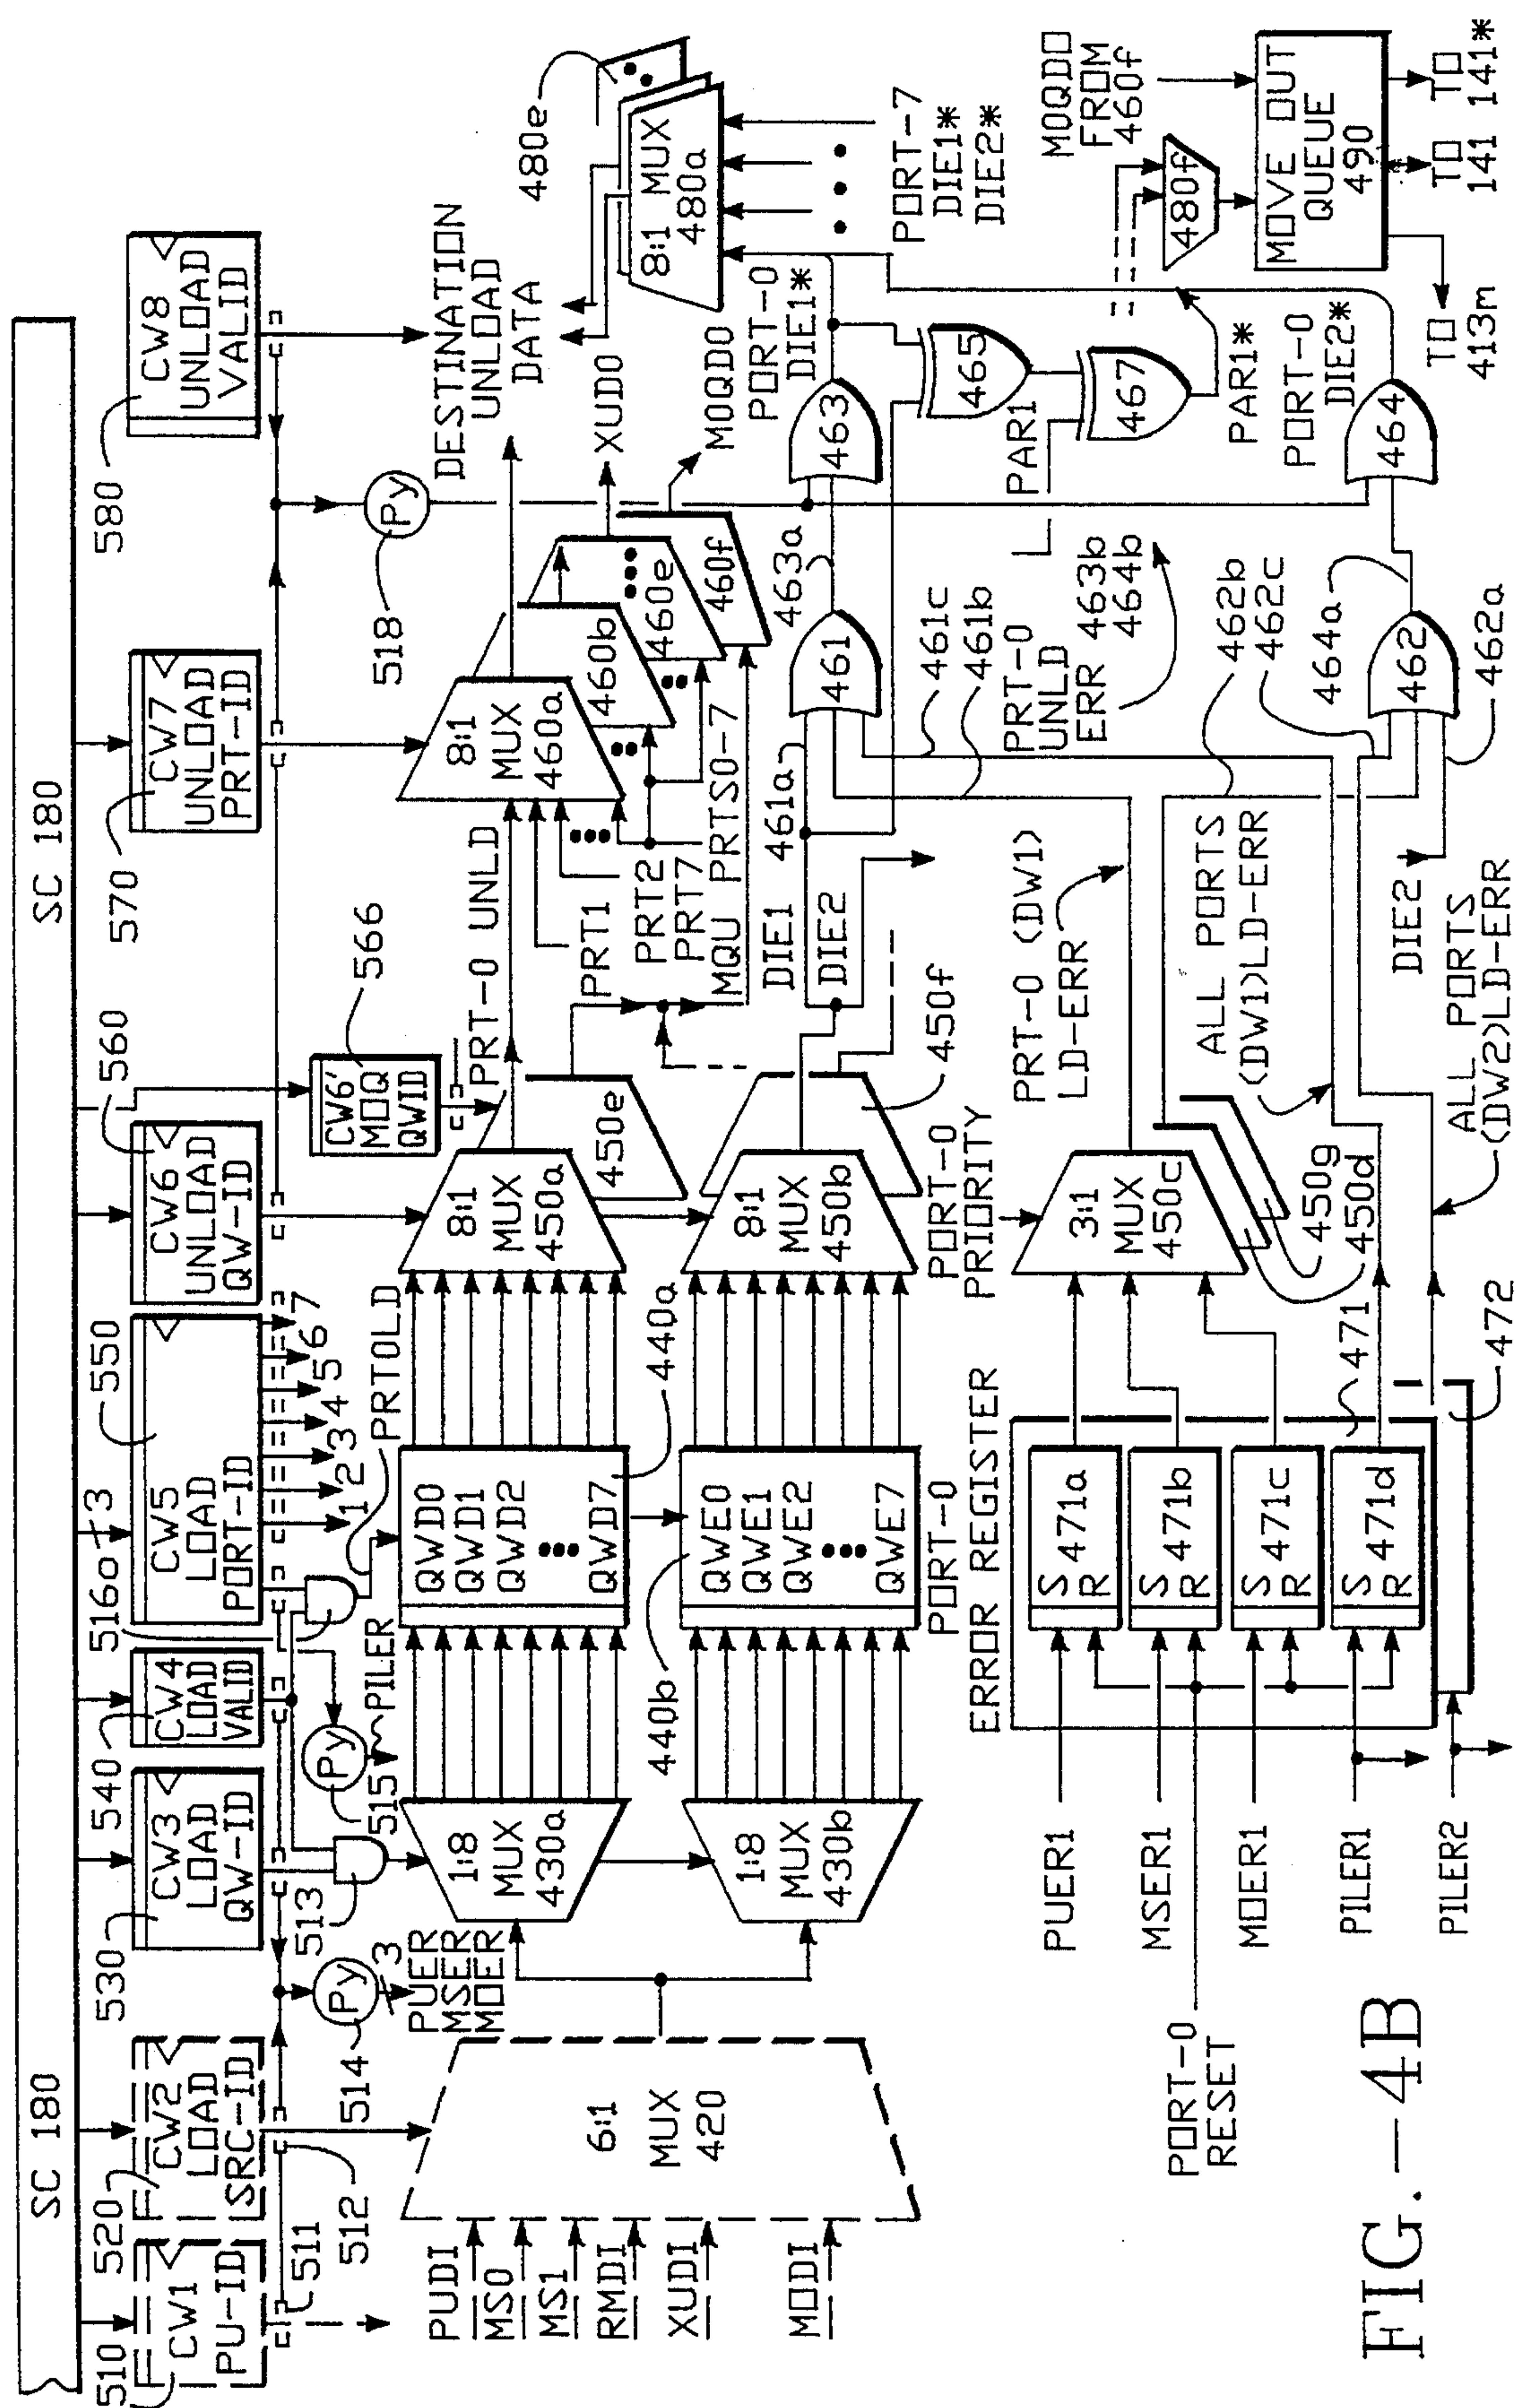 SC 180
SC 180
510
CW1
PU-ID
511
520
CW2
LOAD
SRC-ID
512
530
CW3
LOAD
QW-ID
513
514
Py
3
PUER
MSER
MOER
540
CW4
LOAD
VALID
515
Py
PILER
516a
3
550
CW5
LOAD
PORT-ID
1
2
3
4
5
6
7
PRTOLD
560
CW6
UNLOAD
QW-ID
566
CW6'
MOQ
QWID
570
CW7
UNLOAD
PRT-ID
518
Py
580
CW8
UNLOAD
VALID
DESTINATION
UNLOAD
DATA
PUDI
MS0
MS1
RMDI
XUDI
MODI
6:1
MUX
420
1:8
MUX
430a
1:8
MUX
430b
QWD0
QWD1
QWD2
QWD7
440a
QWE0
QWE1
QWE2
QWE7
440b
8:1
MUX
450a
450e
8:1
MUX
450b
450f
PRT-0 UNLD
PRT1
PRT2
PRT7
MQU PRTS0-7
8:1
MUX
460a
460b
460e
460f
XUDO
MOQDO
480e
8:1 MUX
480a
PORT-7
DIE1*
DIE2*
DIE1
DIE2
461a
461
461c
461b
463a
463
PORT-0
DIE1*
465
PAR1
467
PAR1*
PORT-0
DIE2*
464
464a
462
462a
462b
462c
PRT-0
UNLD
ERR 463b
464b
MOQDO
FROM
460f
480f
MOVE OUT
QUEUE
490
TO
413m
TO
141
TO
141*
PORT-0
ERROR REGISTER
PORT-0
PRIORITY
3:1
MUX
450c
450g
450d
PRT-0 (DW1)
LD-ERR
ALL PORTS
(DW1)LD-ERR
DIE2
ALL PORTS
(DW2)LD-ERR
PUER1
MSER1
MOER1
PILER1
PILER2
PORT-0
RESET
S
R
471a
S
R
471b
S
R
471c
S
R
471d
471
472
FIG.—4B